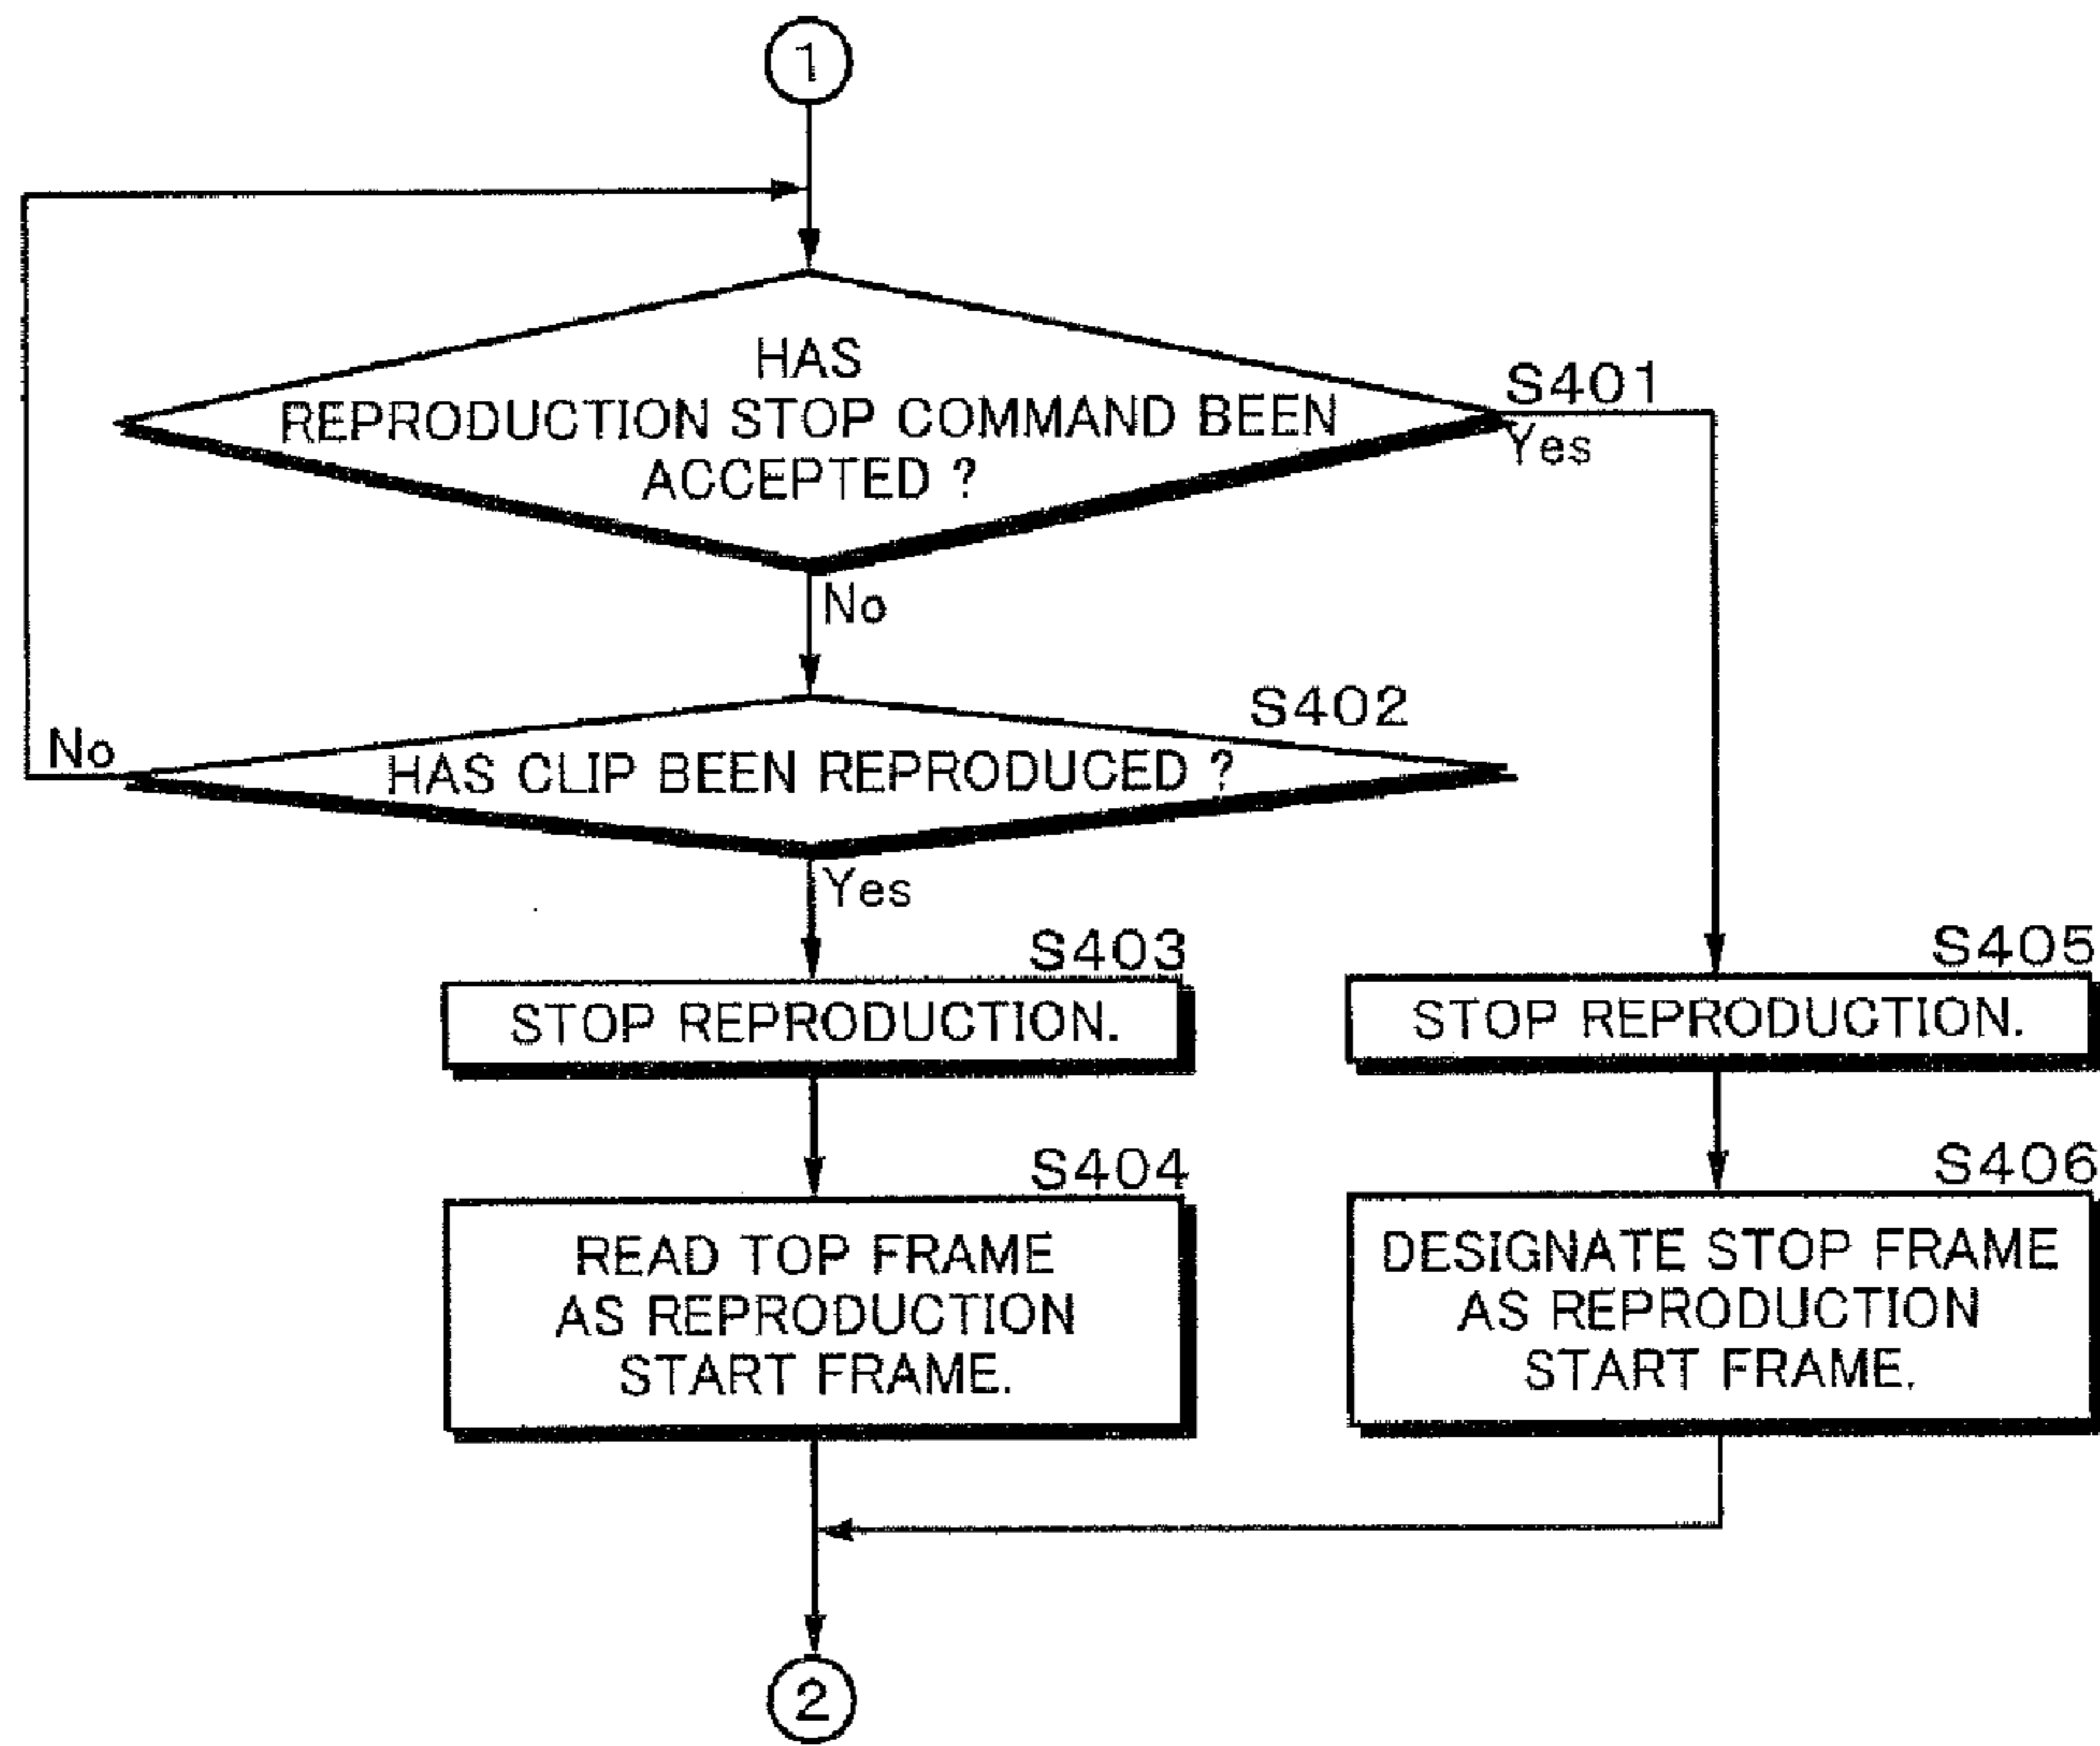 1
HAS
REPRODUCTION STOP COMMAND BEEN
ACCEPTED ?
S401
Yes
No
S402
HAS CLIP BEEN REPRODUCED ?
No
Yes
S403
STOP REPRODUCTION.
S405
STOP REPRODUCTION.
S404
READ TOP FRAME
AS REPRODUCTION
START FRAME.
S406
DESIGNATE STOP FRAME
AS REPRODUCTION
START FRAME.
2